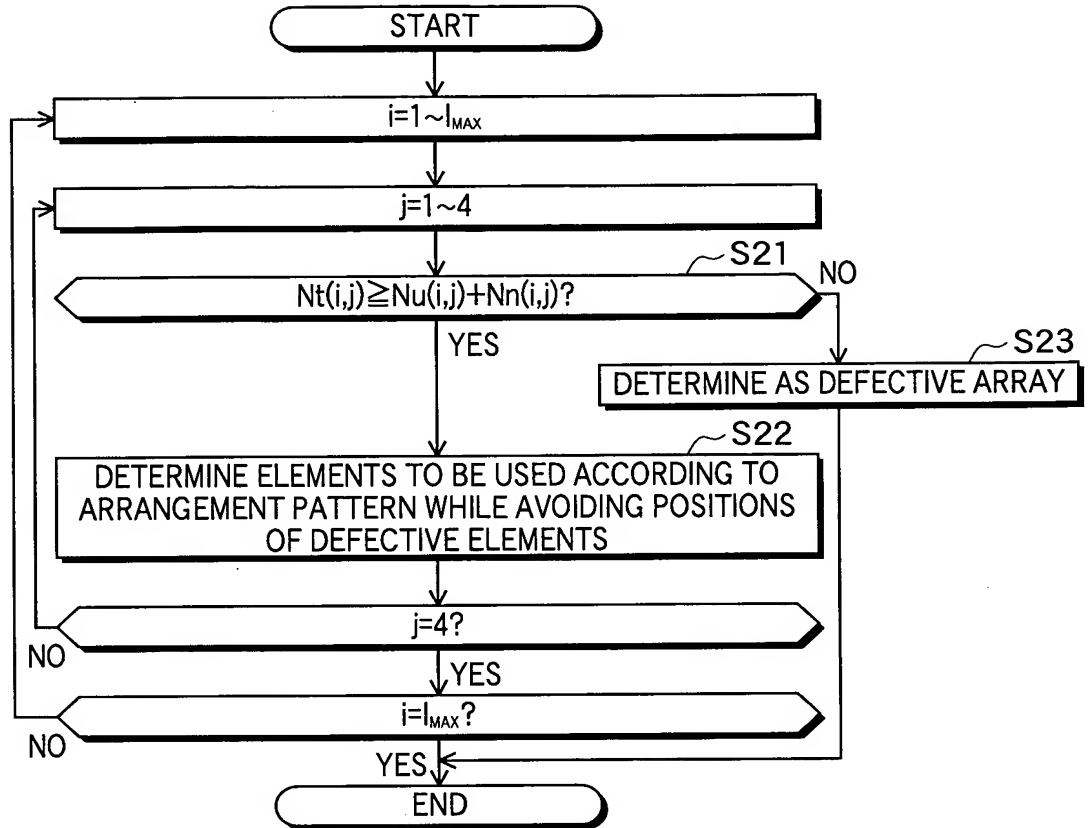 START
i=1~IMAX
j=1~4
S21
Nt(i,j)≧Nu(i,j)+Nn(i,j)?
NO
YES
S23
DETERMINE AS DEFECTIVE ARRAY
S22
DETERMINE ELEMENTS TO BE USED ACCORDING TO
ARRANGEMENT PATTERN WHILE AVOIDING POSITIONS
OF DEFECTIVE ELEMENTS
j=4?
NO
YES
i=IMAX?
NO
YES
END